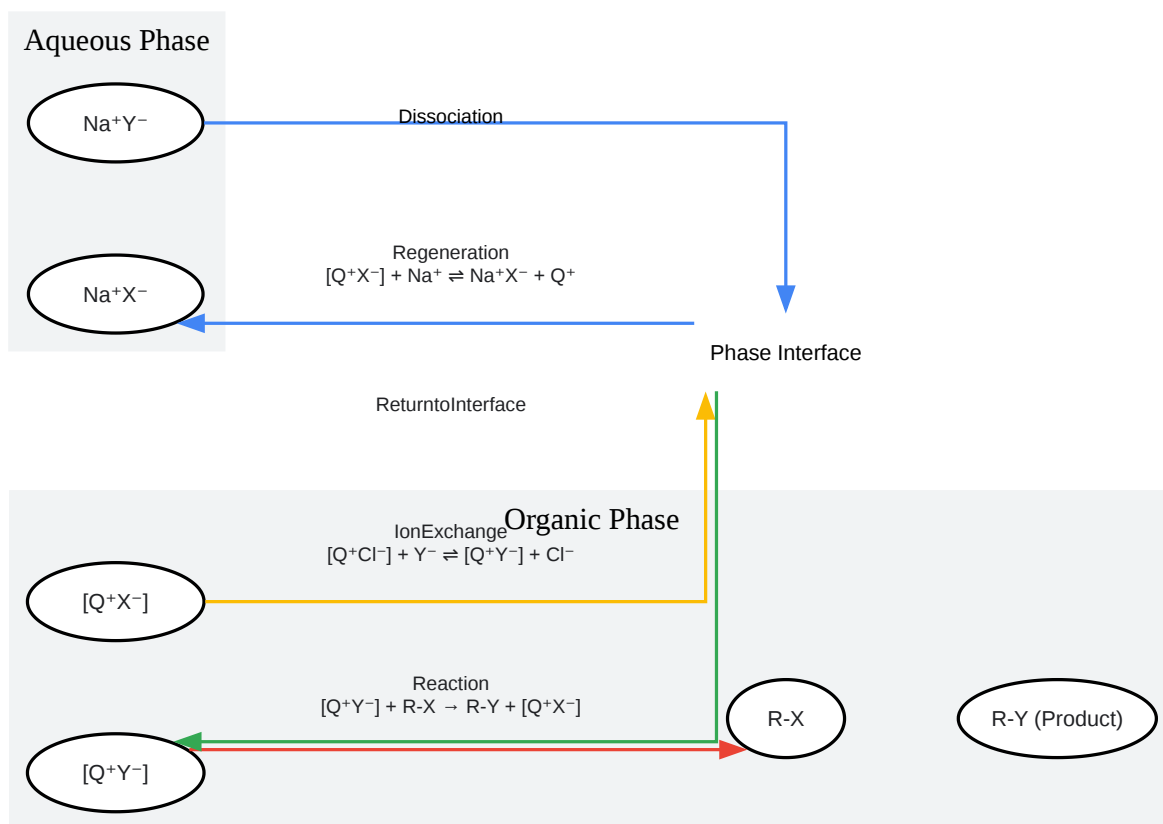 Aqueous Phase
Na⁺Y⁻
Dissociation
Regeneration
[Q⁺X⁻] + Na⁺ ⇌ Na⁺X⁻ + Q⁺
Na⁺X⁻
Phase Interface
ReturntoInterface
Organic Phase
IonExchange
[Q⁺Cl⁻] + Y⁻ ⇌ [Q⁺Y⁻] + Cl⁻
[Q⁺X⁻]
Reaction
[Q⁺Y⁻] + R-X → R-Y + [Q⁺X⁻]
R-X
R-Y (Product)
[Q⁺Y⁻]